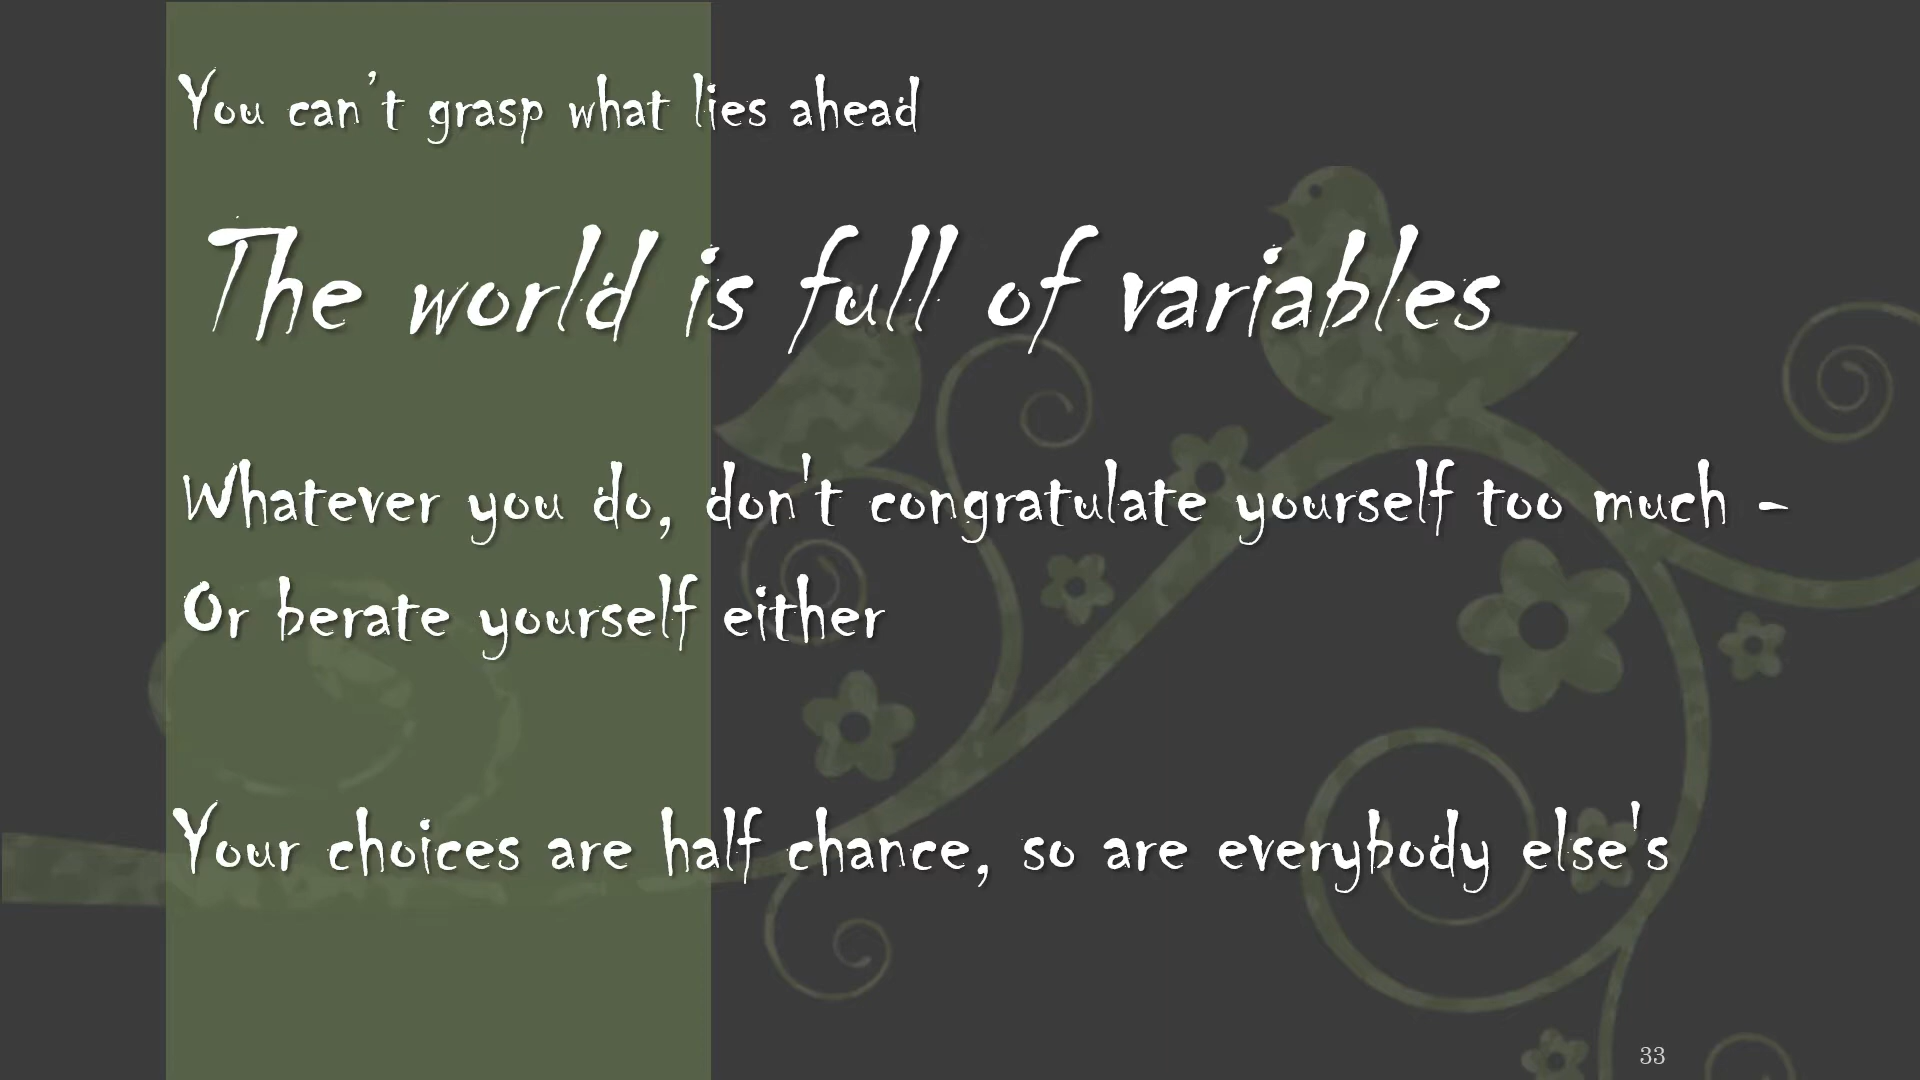 You can’t grasp what lies ahead
The world is full of variables
Whatever you do, don't congratulate yourself too much -
Or berate yourself either
Your choices are half chance, so are everybody else's
33